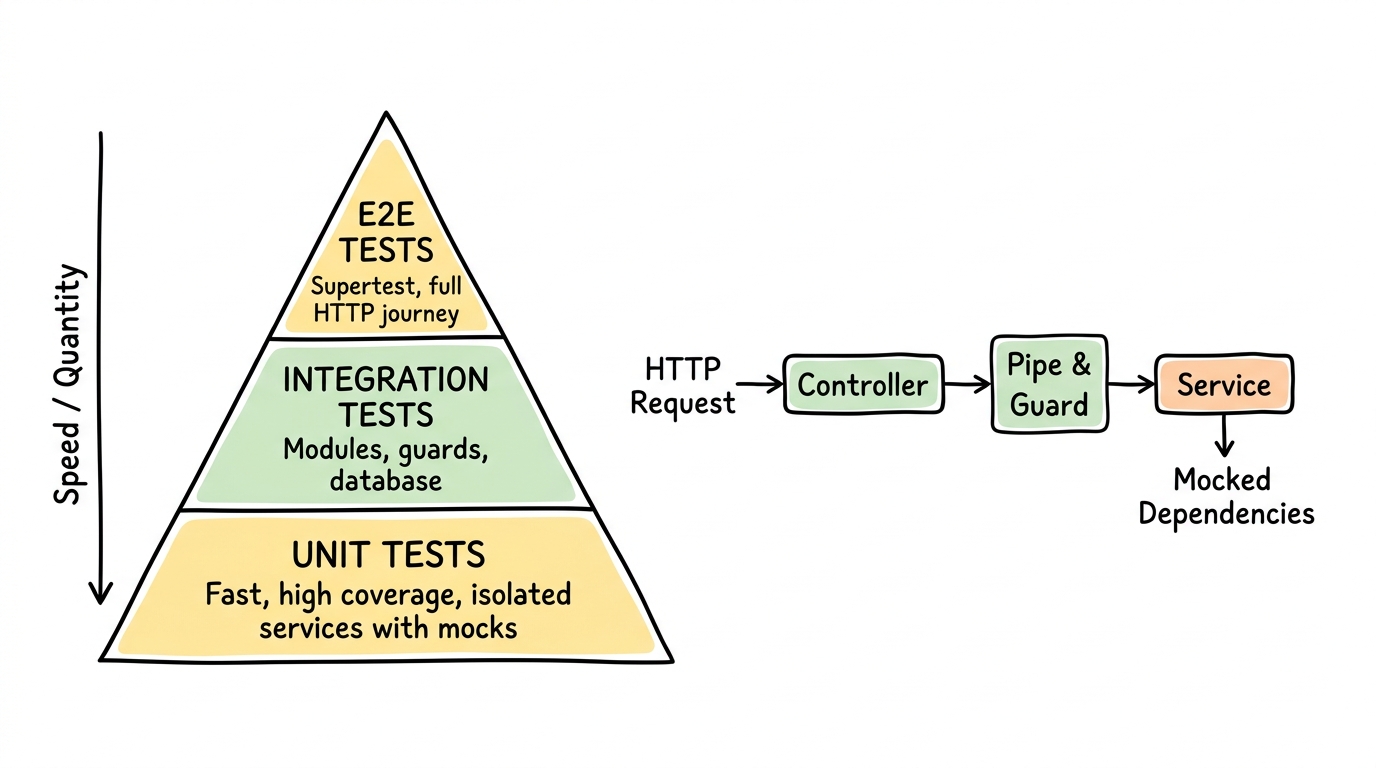 Speed / Quantity
E2E
TESTS
Supertest, full
HTTP journey
INTEGRATION
TESTS
Modules, guards,
database
UNIT TESTS
Fast, high coverage, isolated
services with mocks
HTTP
Request
Controller
Pipe &
Guard
Service
Mocked
Dependencies